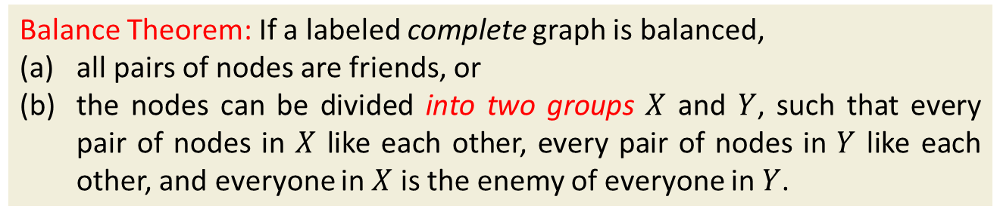 Balance Theorem: If a labeled complete graph is balanced,
(a) all pairs of nodes are friends, or
(b) the nodes can be divided into two groups X and Y, such that every
pair of nodes in X like each other, every pair of nodes in Y like each
other, and everyone in X is the enemy of everyone in Y.